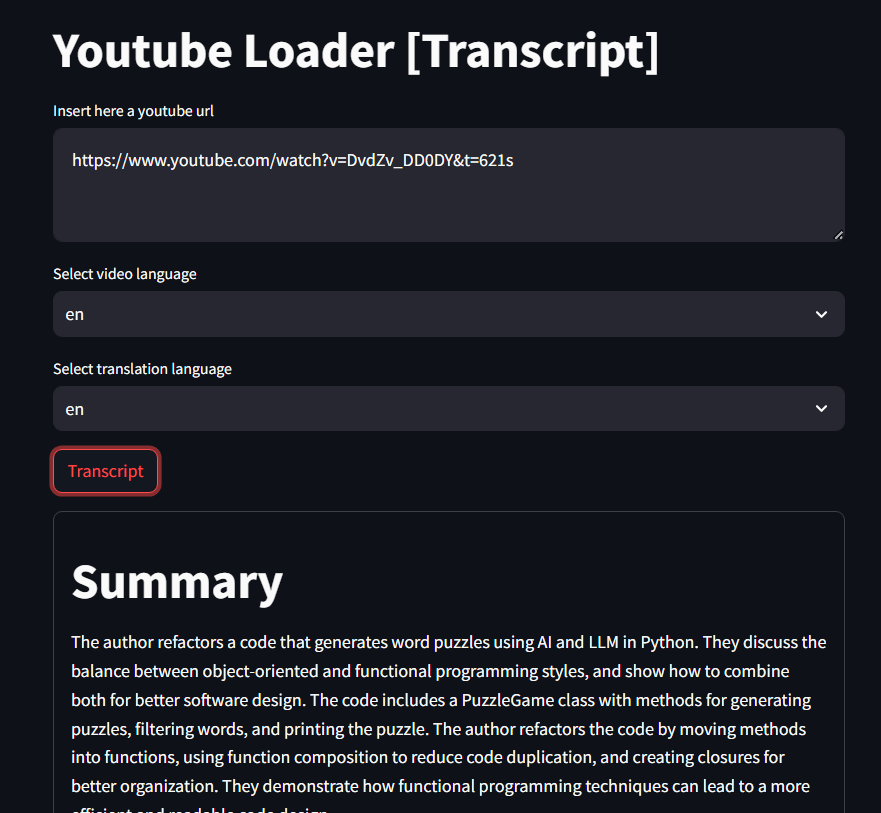 Youtube Loader [Transcript]
Insert here a youtube url
https://www.youtube.com/watch?v=DvdZv_DD0DY&t=621s
Select video language
en
Select translation language
en
Transcript
Summary
The author refactors a code that generates word puzzles using AI and LLM in Python. They discuss the
balance between object-oriented and functional programming styles, and show how to combine
both for better software design. The code includes a PuzzleGame class with methods for generating
puzzles, filtering words, and printing the puzzle. The author refactors the code by moving methods
into functions, using function composition to reduce code duplication, and creating closures for
better organization. They demonstrate how functional programming techniques can lead to a more
efficient and readable code design.